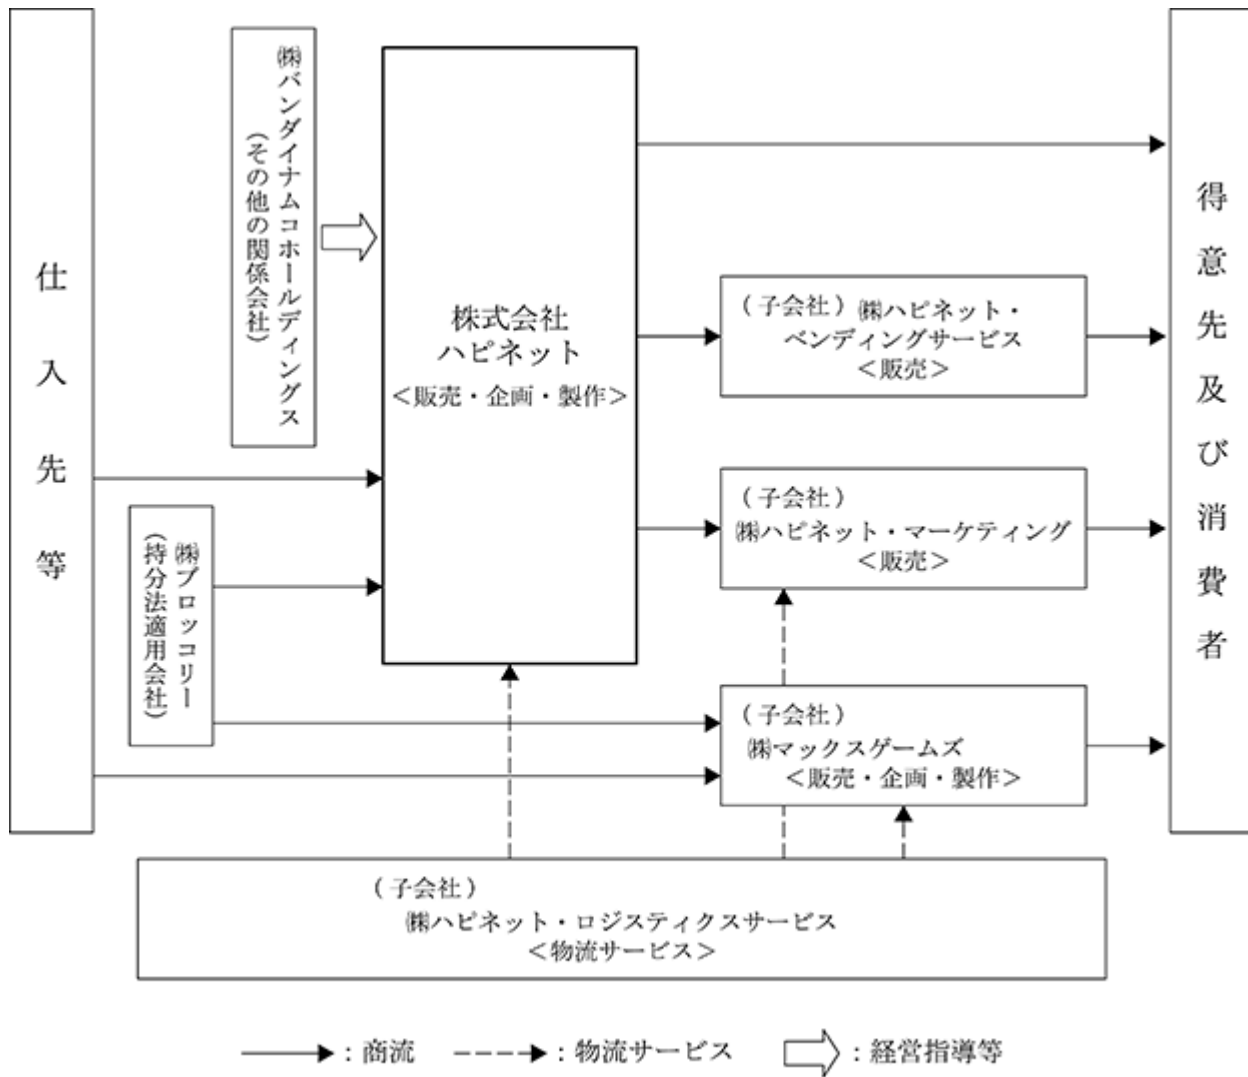 仕入先等
㈱バンダイナムコホールディングス
(その他の関係会社)
㈱ブロッコリー
(持分法適用会社)
株式会社
ハピネット
＜販売・企画・製作＞
(子会社) ㈱ハピネット・
ベンディングサービス
＜販売＞
(子会社)
㈱ハピネット・マーケティング
＜販売＞
(子会社)
㈱マックスゲームズ
＜販売・企画・製作＞
得意先及び消費者
(子会社)
㈱ハピネット・ロジスティクスサービス
＜物流サービス＞
：商流 ：物流サービス ：経営指導等